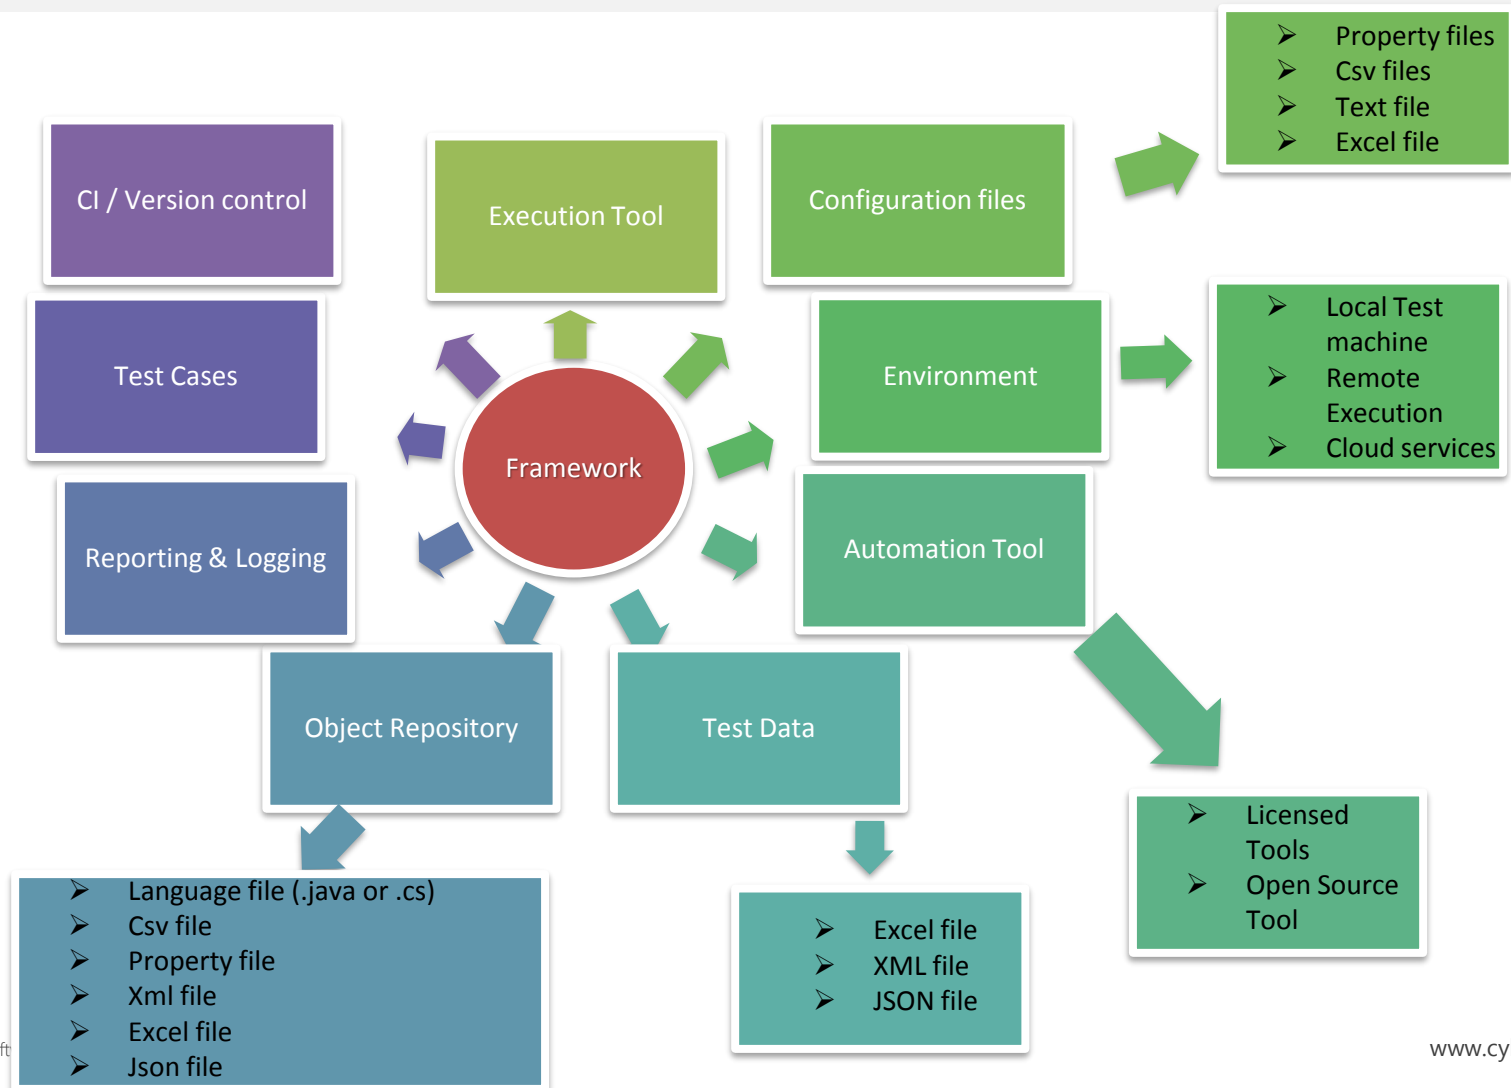 ➢ Property files
➢ Csv files
➢ Text file
➢ Excel file
CI / Version control
Execution Tool
Configuration files
Test Cases
Environment
➢ Local Test
machine
➢ Remote
Execution
➢ Cloud services
Framework
Reporting & Logging
Automation Tool
Object Repository
Test Data
➢ Licensed
Tools
➢ Open Source
Tool
➢ Language file (.java or .cs)
➢ Csv file
➢ Property file
➢ Xml file
➢ Excel file
➢ Json file
➢ Excel file
➢ XML file
➢ JSON file
www.cy